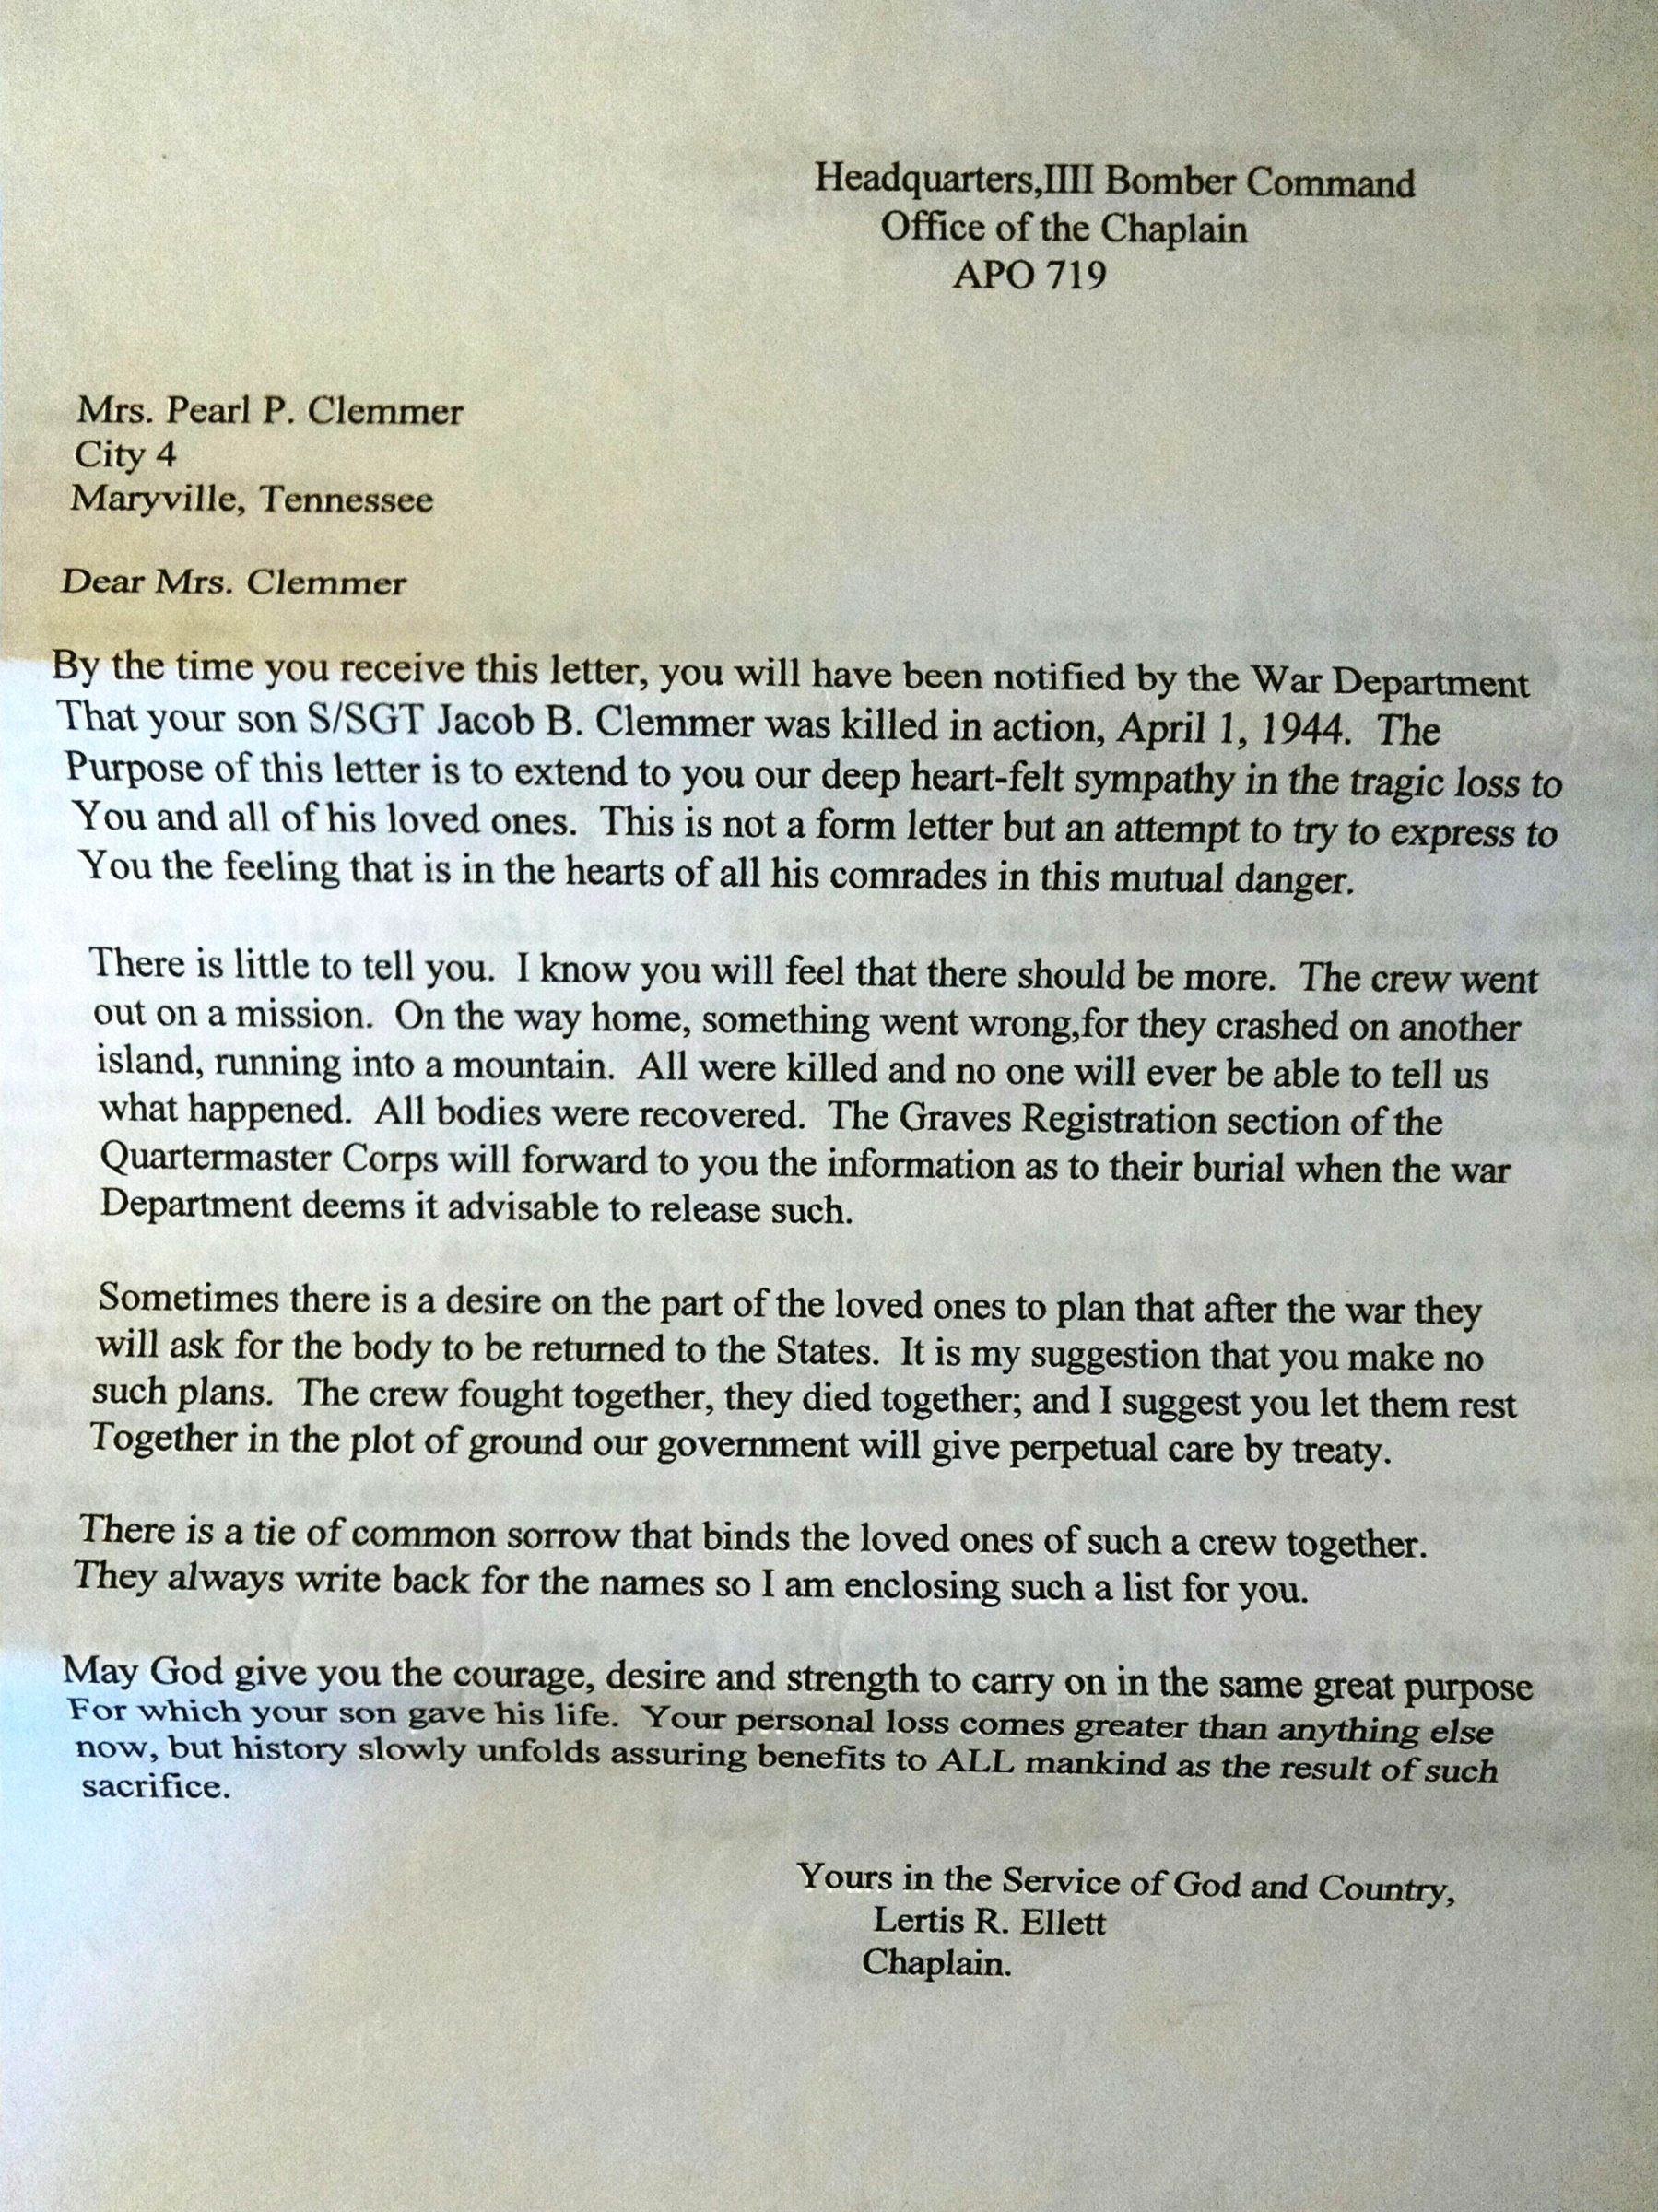 Headquarters,IIII Bomber Command
Office of the Chaplain
APO 719
Mrs. Pearl P. Clemmer
City 4
Maryville, Tennessee
Dear Mrs. Clemmer
By the time you receive this letter, you will have been notified by the War Department
That your son S/SGT Jacob B. Clemmer was killed in action, April 1, 1944. The
Purpose of this letter is to extend to you our deep heart-felt sympathy in the tragic loss to
You and all of his loved ones. This is not a form letter but an attempt to try to express to
You the feeling that is in the hearts of all his comrades in this mutual danger.
There is little to tell you. I know you will feel that there should be more. The crew went
out on a mission. On the way home, something went wrong,for they crashed on another
island, running into a mountain. All were killed and no one will ever be able to tell us
what happened. All bodies were recovered. The Graves Registration section of the
Quartermaster Corps will forward to you the information as to their burial when the war
Department deems it advisable to release such.
Sometimes there is a desire on the part of the loved ones to plan that after the war they
will ask for the body to be returned to the States. It is my suggestion that you make no
such plans. The crew fought together, they died together; and I suggest you let them rest
Together in the plot of ground our government will give perpetual care by treaty.
There is a tie of common sorrow that binds the loved ones of such a crew together.
They always write back for the names so I am enclosing such a list for you.
May God give you the courage, desire and strength to carry on in the same great purpose
For which your son gave his life. Your personal loss comes greater than anything else
now, but history slowly unfolds assuring benefits to ALL mankind as the result of such
sacrifice.
Yours in the Service of God and Country,
Lertis R. Ellett
Chaplain.